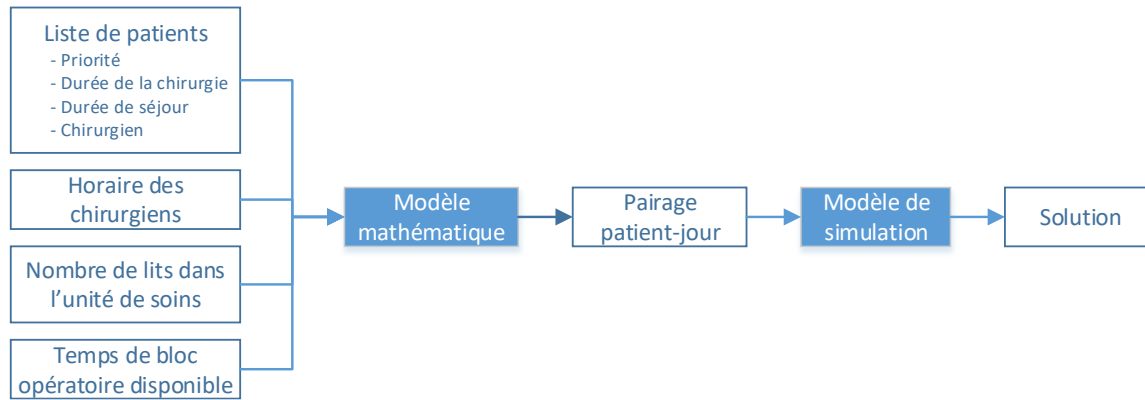 Liste de patients
- Priorité
- Durée de la chirurgie
- Durée de séjour
- Chirurgien
Horaire des
chirurgiens
Nombre de lits dans
l'unité de soins
Temps de bloc
opératoire disponible
Modèle
mathématique
Pairage
patient-jour
Modèle de
simulation
Solution